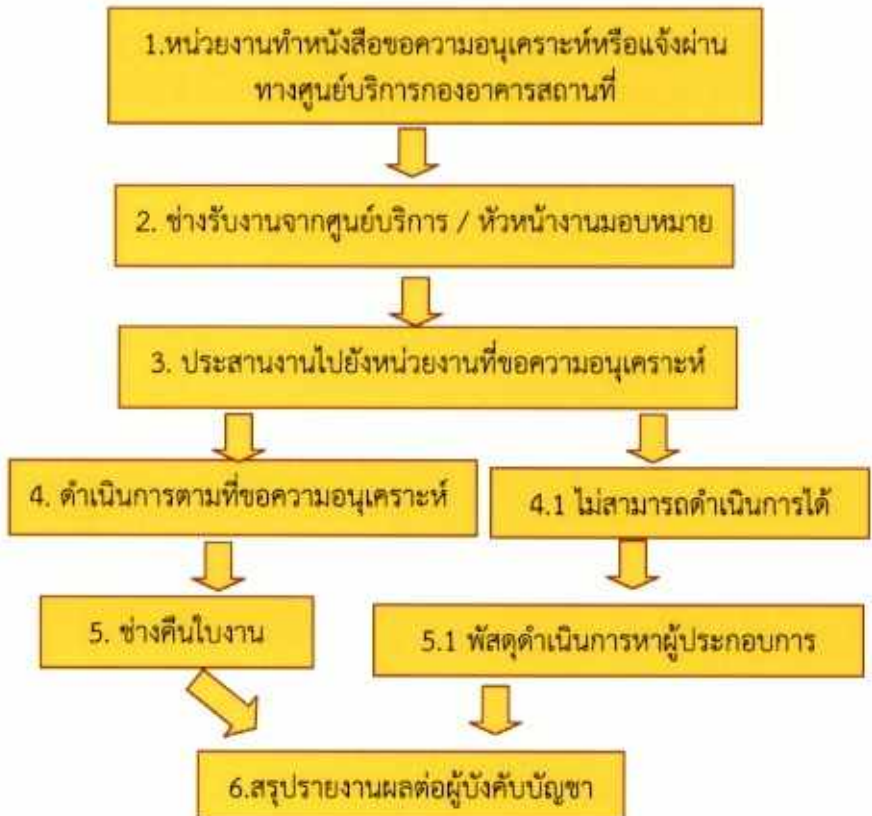 1.หน่วยงานทำหนังสือขอความอนุเคราะห์หรือแจ้งผ่าน
ทางศูนย์บริการกองอาคารสถานที่
2. ช่างรับงานจากศูนย์บริการ / หัวหน้างานมอบหมาย
3. ประสานงานไปยังหน่วยงานที่ขอความอนุเคราะห์
4. ดำเนินการตามที่ขอความอนุเคราะห์
4.1 ไม่สามารถดำเนินการได้
5. ช่างคืนใบงาน
5.1 พัสดุดำเนินการหาผู้ประกอบการ
6.สรุปรายงานผลต่อผู้บังคับบัญชา